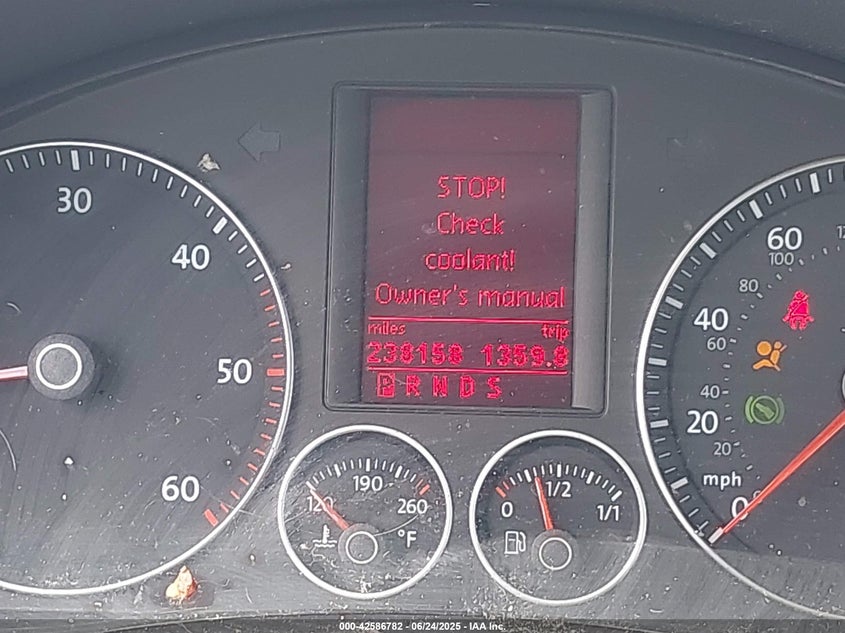 STOP!
Check
coolant!
Owner's manual
miles trip
238158 1359.8
P R N D S
30
40
50
60
120 190 260
°F
0 1/2 1/1
60
100
80
40
60
40
20
20
mph
0
000-42586782 - 06/24/2025 - IAA Inc.